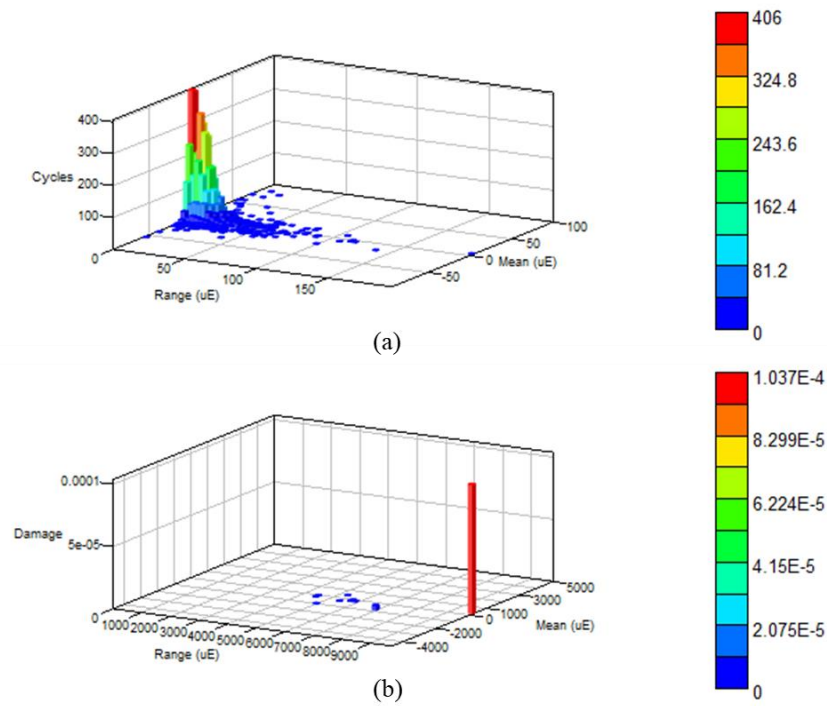 400
300
Cycles
200
100
0
50
100
150
Range (uE)
-50
0
50
100
Mean (uE)
406
324.8
243.6
162.4
81.2
0
(a)
0.0001
Damage
5e-05
0
1000
2000
3000
4000
5000
6000
7000
8000
9000
Range (uE)
-4000
-2000
0
1000
3000
5000
Mean (uE)
1.037E-4
8.299E-5
6.224E-5
4.15E-5
2.075E-5
0
(b)